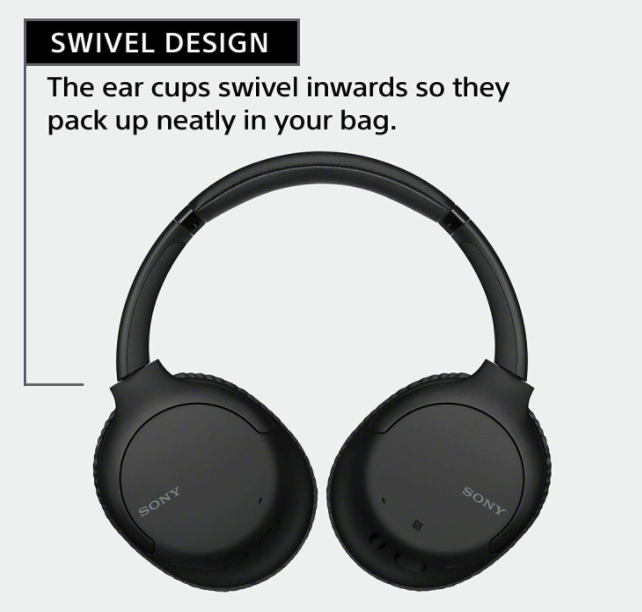 SWIVEL DESIGN
The ear cups swivel inwards so they
pack up neatly in your bag.
SONY
SONY